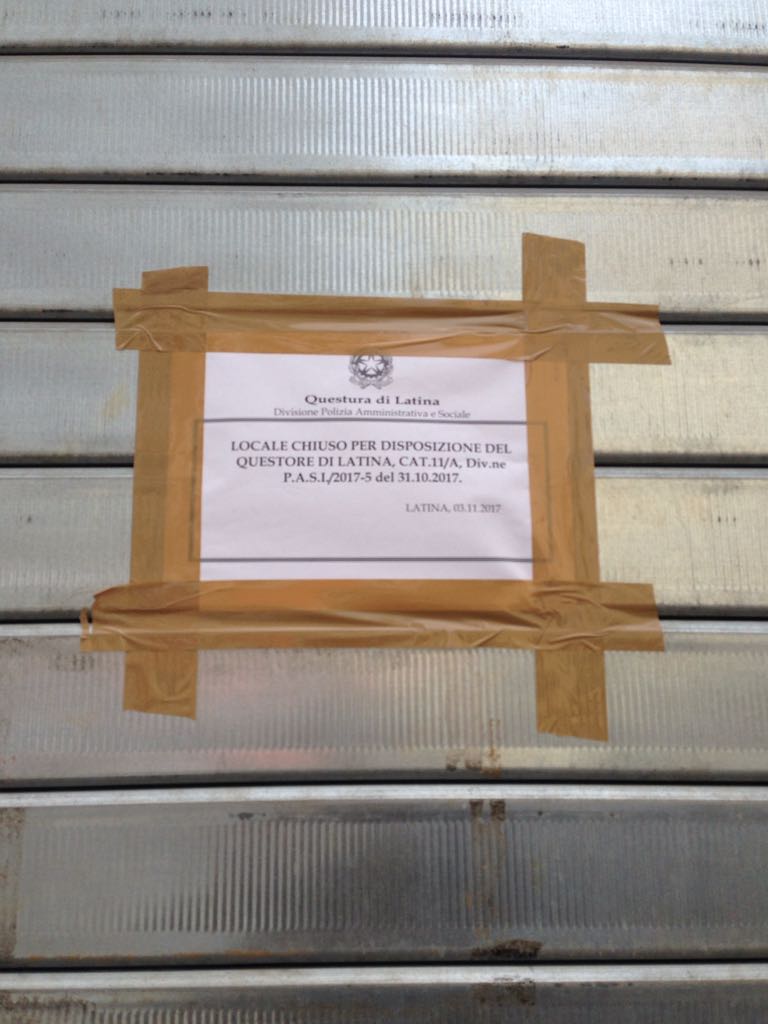 Questura di Latina
Divisione Polizia Amministrativa e Sociale
LOCALE CHIUSO PER DISPOSIZIONE DEL
QUESTORE DI LATINA, CAT.11/A, Div.ne
P.A.S.I./2017-5 del 31.10.2017.
LATINA, 03.11.2017